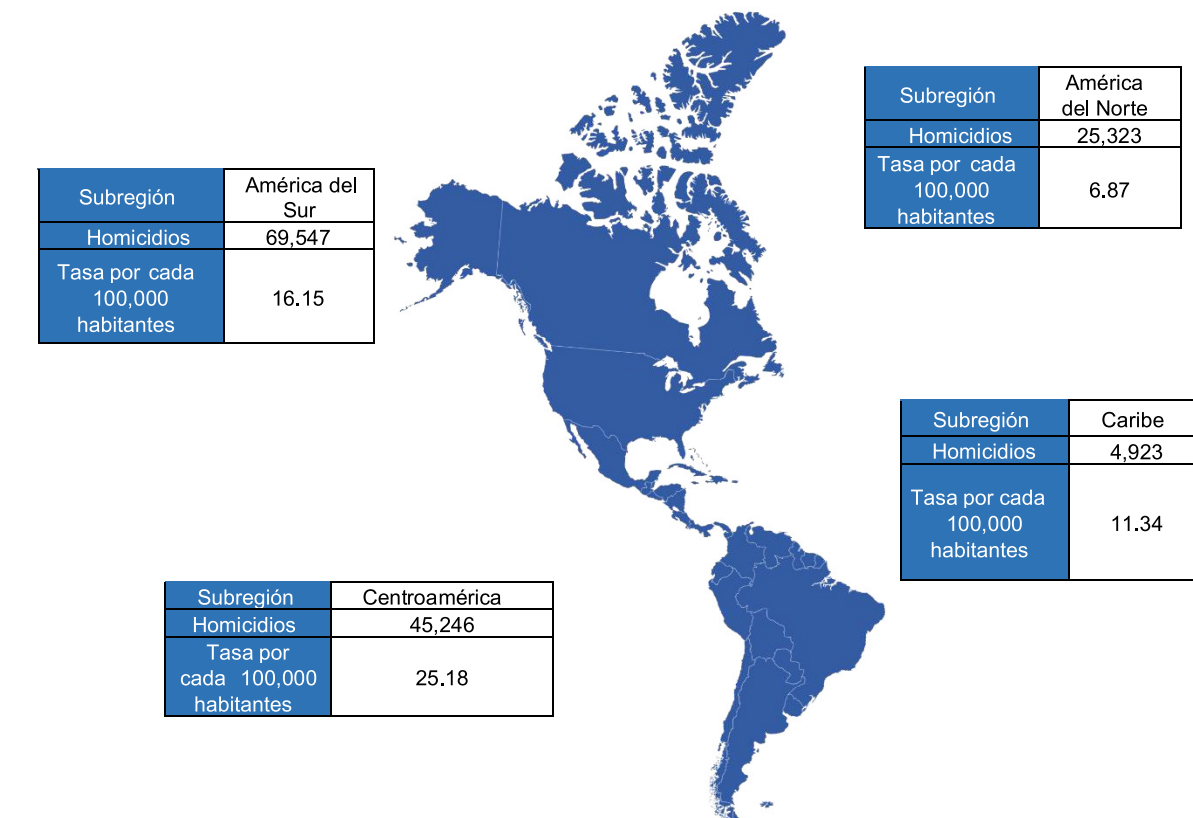 Subregión América del Norte
Homicidios 25,323
Tasa por cada 100,000 habitantes 6.87
Subregión América del Sur
Homicidios 69,547
Tasa por cada 100,000 habitantes 16.15
Subregión Caribe
Homicidios 4,923
Tasa por cada 100,000 habitantes 11.34
Subregión Centroamérica
Homicidios 45,246
Tasa por cada 100,000 habitantes 25.18